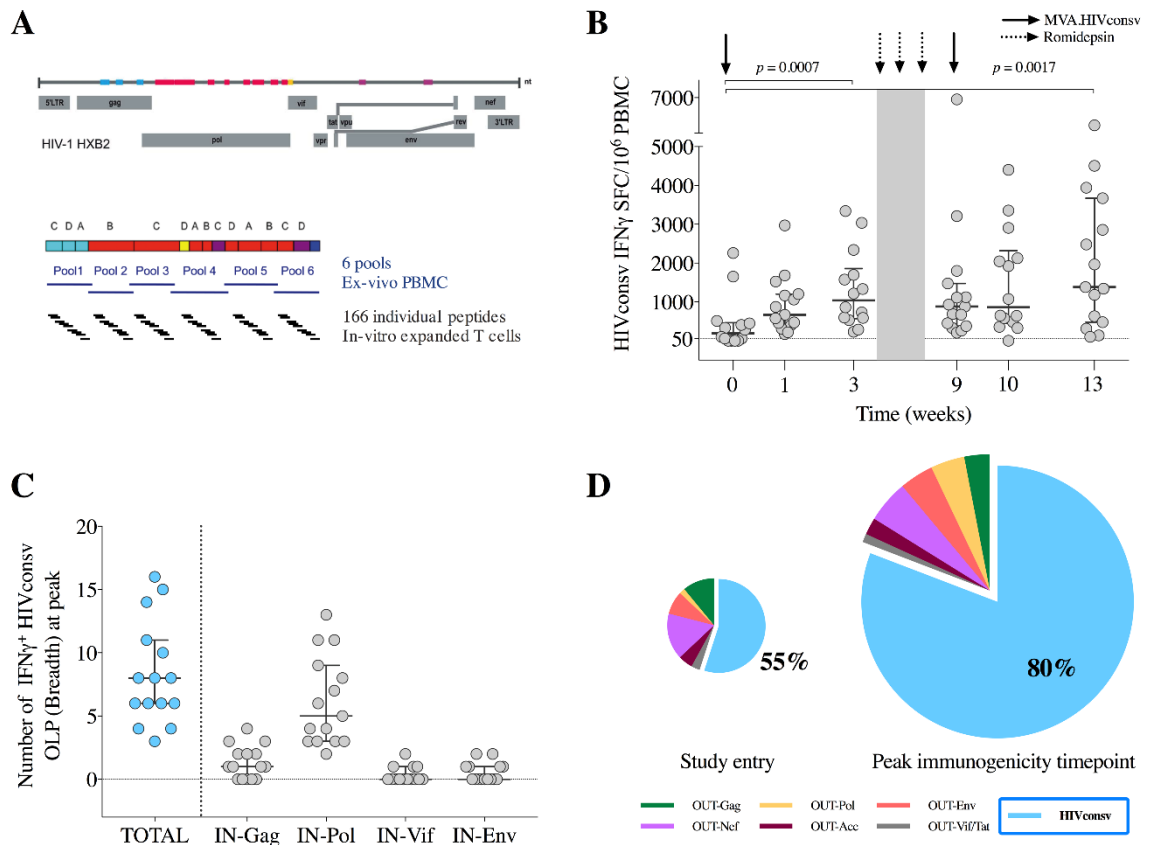 A
nt
5'LTR
gag
vif
nef
tat
vpu
rev
3'LTR
HIV-1 HXB2
pol
vpr
env
C D A B C D A B C D A B C D
Pool1 Pool 2 Pool 3 Pool 4 Pool 5 Pool 6
6 pools
Ex-vivo PBMC
166 individual peptides
In-vitro expanded T cells
B
MVA.HIVconsv
Romidepsin
p = 0.0007
p = 0.0017
HIVconsv IFNγ SFC/10⁶ PBMC
7000
5000
4000
3000
2000
1000
50
0 1 3 9 10 13
Time (weeks)
C
Number of IFNγ⁺ HIVconsv
OLP (Breadth) at peak
20
15
10
5
0
TOTAL IN-Gag IN-Pol IN-Vif IN-Env
D
55%
80%
Study entry
Peak immunogenicity timepoint
OUT-Gag OUT-Pol OUT-Env
HIVconsv
OUT-Nef OUT-Acc OUT-Vif/Tat